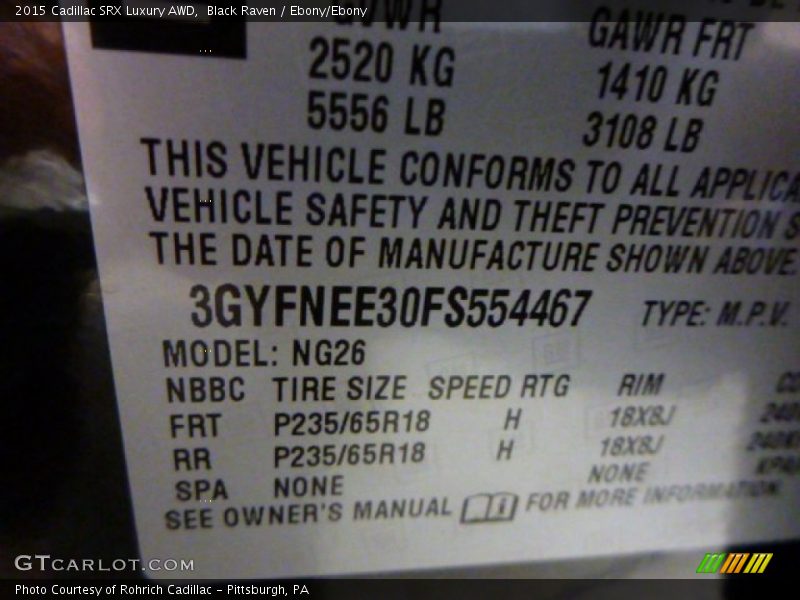 2015 Cadillac SRX Luxury AWD, Black Raven / Ebony/Ebony
GAWR FRT
2520 KG
1410 KG
5556 LB
3108 LB
THIS VEHICLE CONFORMS TO ALL APPLICA
VEHICLE SAFETY AND THEFT PREVENTION S
THE DATE OF MANUFACTURE SHOWN ABOVE.
3GYFNEE30FS554467 TYPE: M.P.V.
MODEL: NG26
NBBC TIRE SIZE SPEED RTG RIM
FRT P235/65R18 H 18X8J 240
RR P235/65R18 H 18X8J 240K
SPA NONE NONE KPA
SEE OWNER'S MANUAL FOR MORE INFORMATION
GTCARLOT.COM
Photo Courtesy of Rohrich Cadillac - Pittsburgh, PA